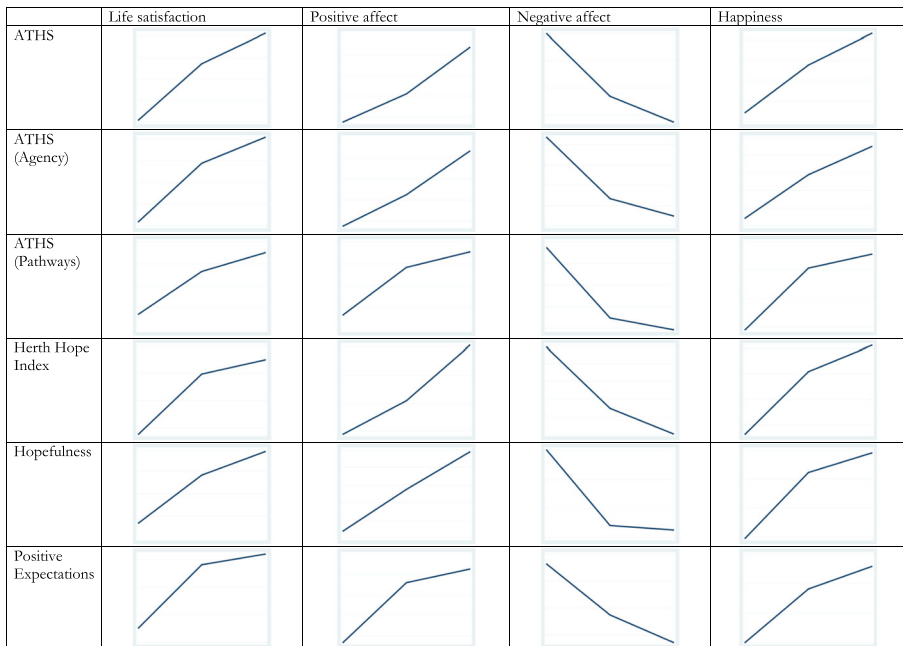 Life satisfaction Positive affect Negative affect Happiness
ATHS
ATHS
(Agency)
ATHS
(Pathways)
Herth Hope
Index
Hopefulness
Positive
Expectations